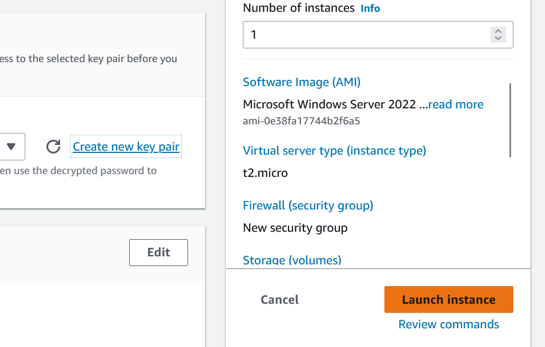 ess to the selected key pair before you
Create new key pair
en use the decrypted password to
Edit
Number of instances Info
1
Software Image (AMI)
Microsoft Windows Server 2022 ...read more
ami-0e38fa17744b2f6a5
Virtual server type (instance type)
t2.micro
Firewall (security group)
New security group
Storage (volumes)
Cancel
Launch instance
Review commands